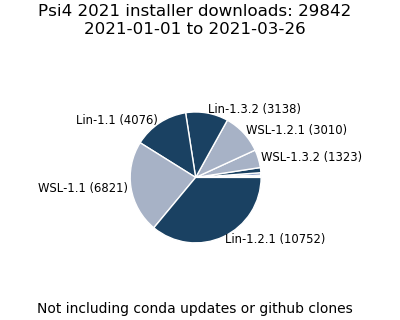 Psi4 2021 installer downloads: 29842
2021-01-01 to 2021-03-26
Lin-1.3.2 (3138)
Lin-1.1 (4076)
WSL-1.2.1 (3010)
WSL-1.3.2 (1323)
WSL-1.1 (6821)
Lin-1.2.1 (10752)
Not including conda updates or github clones